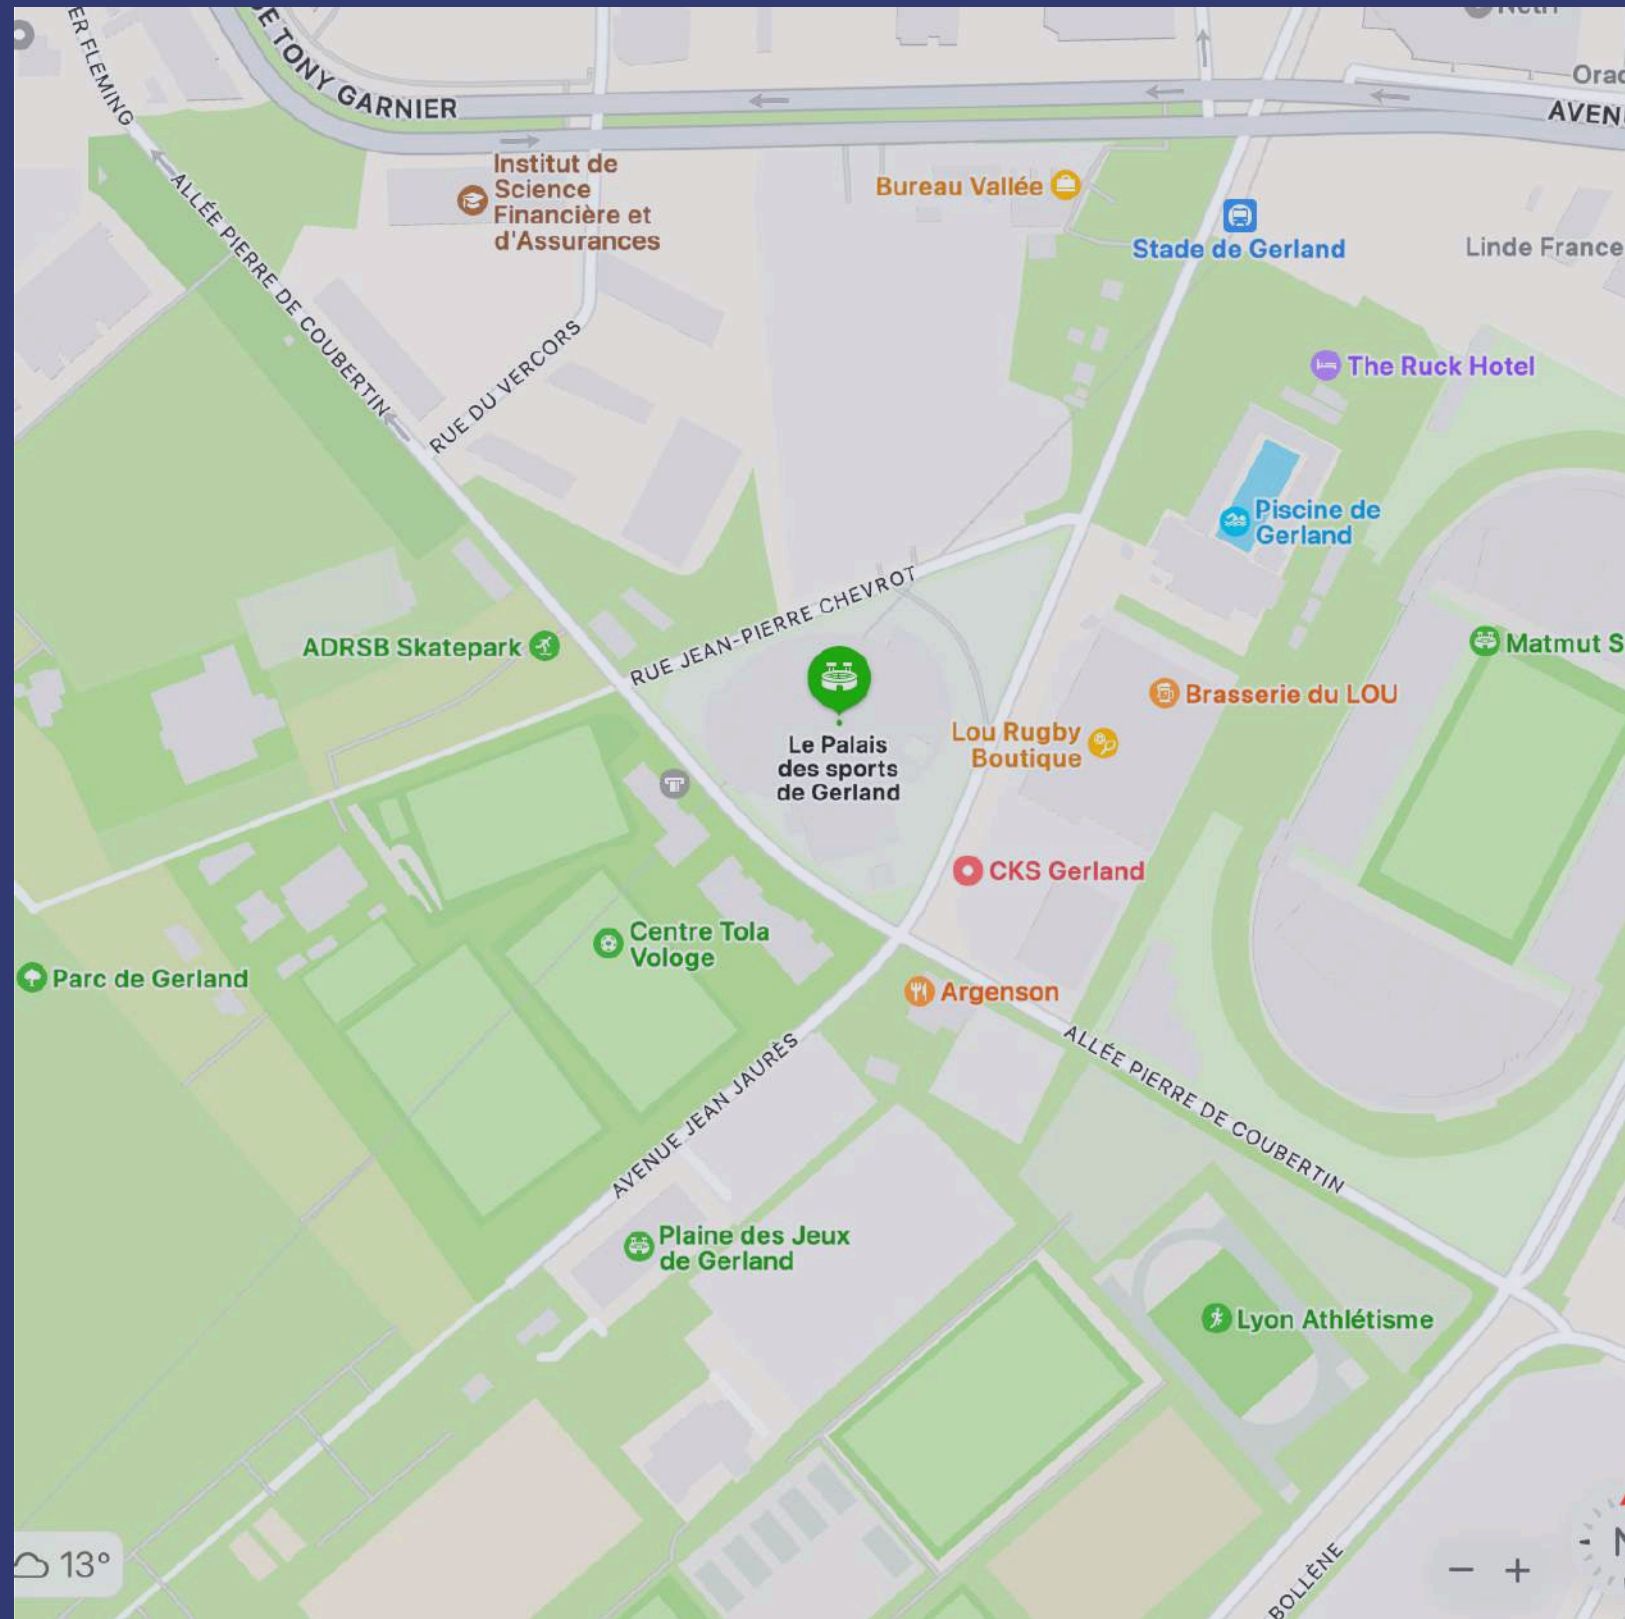 ER FLEMING
E TONY GARNIER
AVEN
Institut de
Science
Financière et
d'Assurances
Bureau Vallée
Stade de Gerland
Linde France
ALLÉE PIERRE DE COUBERTIN
RUE DU VERCORS
The Ruck Hotel
Piscine de
Gerland
RUE JEAN-PIERRE CHEVROT
ADRSB Skatepark
Matmut S
Brasserie du LOU
Le Palais
des sports
de Gerland
Lou Rugby
Boutique
CKS Gerland
Centre Tola
Vologe
Parc de Gerland
Argenson
ALLÉE PIERRE DE COUBERTIN
AVENUE JEAN JAURÈS
Plaine des Jeux
de Gerland
Lyon Athlétisme
13°
BOLLÈNE
− +